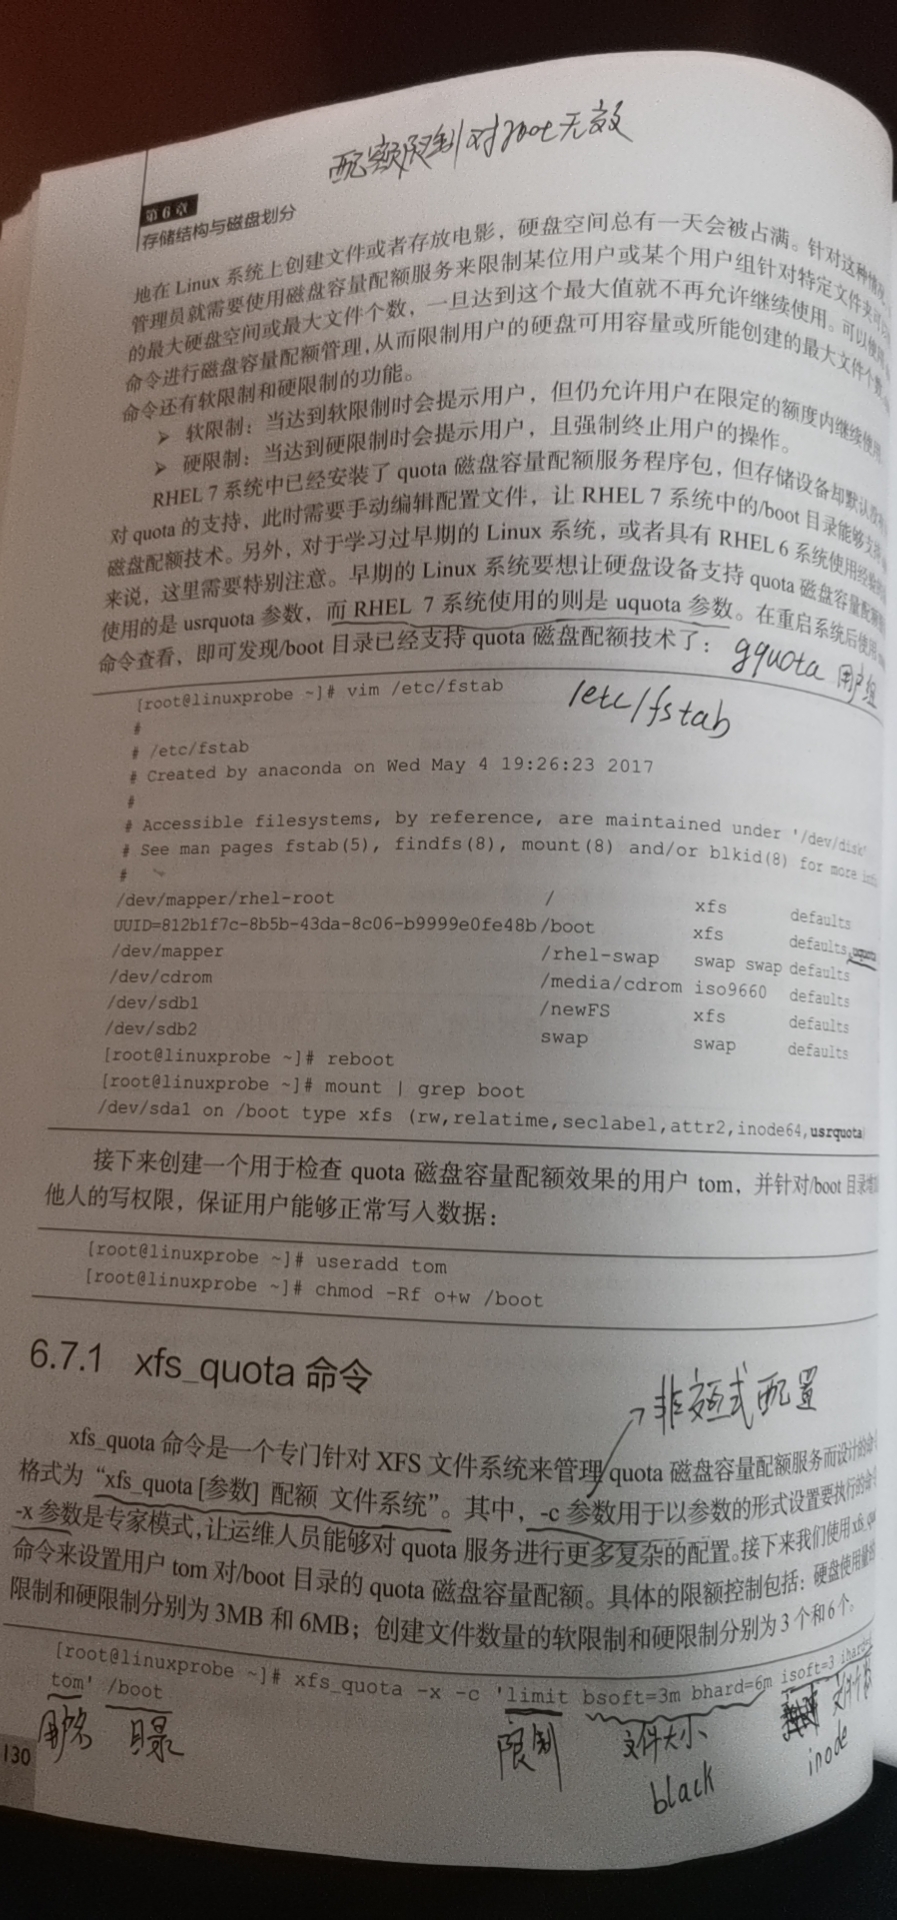 配额限制对root无效
第6章
存储结构与磁盘划分
地在 Linux 系统上创建文件或者存放电影，硬盘空间总有一天会被占满。针对这种情况，
管理员就需要使用磁盘容量配额服务来限制某位用户或某个用户组针对特定文件夹可以
的最大硬盘空间或最大文件个数，一旦达到这个最大值就不再允许继续使用。可以使用
命令进行磁盘容量配额管理，从而限制用户的硬盘可用容量或所能创建的最大文件个数
命令还有软限制和硬限制的功能。
➢ 软限制：当达到软限制时会提示用户，但仍允许用户在限定的额度内继续使用。
➢ 硬限制：当达到硬限制时会提示用户，且强制终止用户的操作。
RHEL 7 系统中已经安装了 quota 磁盘容量配额服务程序包，但存储设备却默认
对 quota 的支持，此时需要手动编辑配置文件，让 RHEL 7 系统中的/boot 目录能够支持
磁盘配额技术。另外，对于学习过早期的 Linux 系统，或者具有 RHEL 6 系统使用经验
来说，这里需要特别注意。早期的 Linux 系统要想让硬盘设备支持 quota 磁盘容量配额
使用的是 usrquota 参数，而 RHEL 7 系统使用的则是 uquota 参数。在重启系统后使用
命令查看，即可发现/boot 目录已经支持 quota 磁盘配额技术了：
gquota 用户组
[root@linuxprobe ~]# vim /etc/fstab
/etc/fstab
#
# /etc/fstab
# Created by anaconda on Wed May 4 19:26:23 2017
#
# Accessible filesystems, by reference, are maintained under '/dev/disk'
# See man pages fstab(5), findfs(8), mount(8) and/or blkid(8) for more info
#
/dev/mapper/rhel-root / xfs defaults
UUID=812b1f7c-8b5b-43da-8c06-b9999e0fe48b /boot xfs defaults,uquota
/dev/mapper /rhel-swap swap swap defaults
/dev/cdrom /media/cdrom iso9660 defaults
/dev/sdb1 /newFS xfs defaults
/dev/sdb2 swap swap defaults
[root@linuxprobe ~]# reboot
[root@linuxprobe ~]# mount | grep boot
/dev/sda1 on /boot type xfs (rw,relatime,seclabel,attr2,inode64,usrquota
接下来创建一个用于检查 quota 磁盘容量配额效果的用户 tom，并针对/boot 目录增加
他人的写权限，保证用户能够正常写入数据：
[root@linuxprobe ~]# useradd tom
[root@linuxprobe ~]# chmod -Rf o+w /boot
6.7.1 xfs_quota 命令
非交互式配置
xfs_quota 命令是一个专门针对 XFS 文件系统来管理 quota 磁盘容量配额服务而设计的命令
格式为“xfs_quota [参数] 配额 文件系统”。其中，-c 参数用于以参数的形式设置要执行的命令
-x 参数是专家模式，让运维人员能够对 quota 服务进行更多复杂的配置。接下来我们使用 xfs_quota
命令来设置用户 tom 对/boot 目录的 quota 磁盘容量配额。具体的限额控制包括：硬盘使用量的
限制和硬限制分别为 3MB 和 6MB；创建文件数量的软限制和硬限制分别为 3 个和 6 个。
[root@linuxprobe ~]# xfs_quota -x -c 'limit bsoft=3m bhard=6m isoft=3 ihard=6
tom' /boot
用户名 目录 限制 文件大小 文件个数
black inode
130